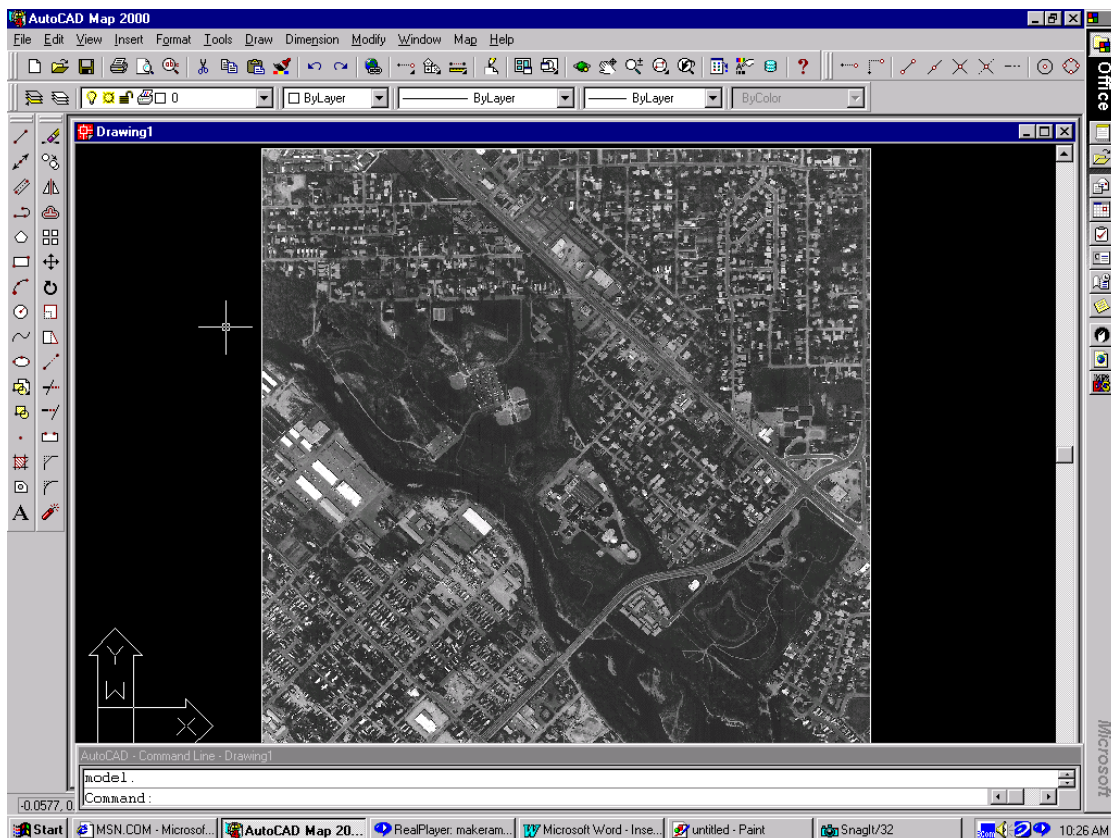 AutoCAD Map 2000
File Edit View Insert Format Tools Draw Dimension Modify Window Map Help
0 ByLayer ByLayer ByLayer ByColor
Office
Drawing1
A
Y
W
X
AutoCAD - Command Line - Drawing1
model.
Command:
-0.0577, 0.
Microsoft
Start MSN.COM - Microsof... AutoCAD Map 20... RealPlayer: makeram... Microsoft Word - Inse... untitled - Paint SnagIt/32 10:26 AM